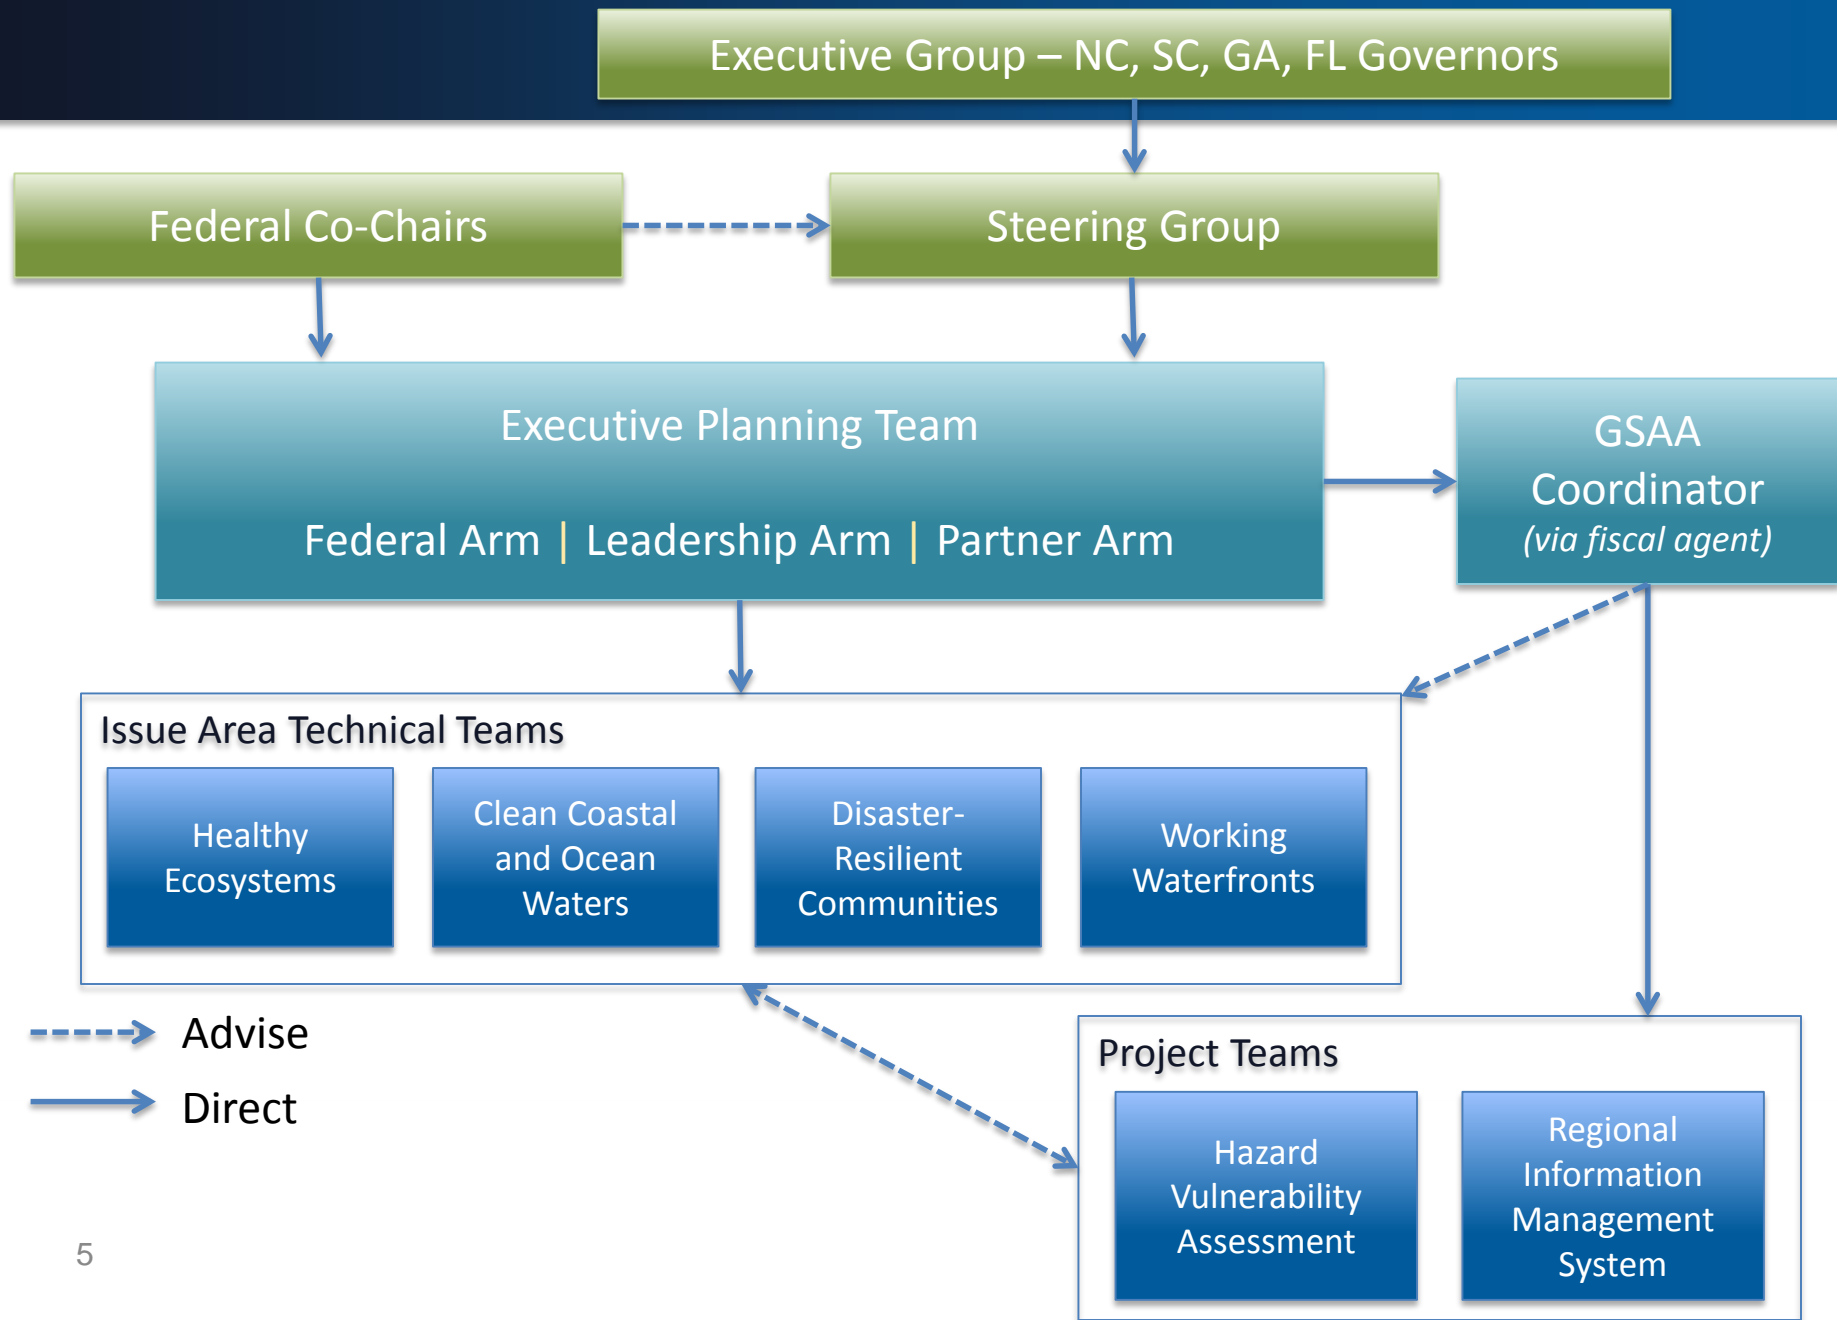 Executive Group – NC, SC, GA, FL Governors
Federal Co-Chairs
Steering Group
Executive Planning Team
Federal Arm | Leadership Arm | Partner Arm
GSAA
Coordinator
(via fiscal agent)
Issue Area Technical Teams
Healthy
Ecosystems
Clean Coastal
and Ocean
Waters
Disaster-
Resilient
Communities
Working
Waterfronts
Advise
Direct
Project Teams
Hazard
Vulnerability
Assessment
Regional
Information
Management
System
5